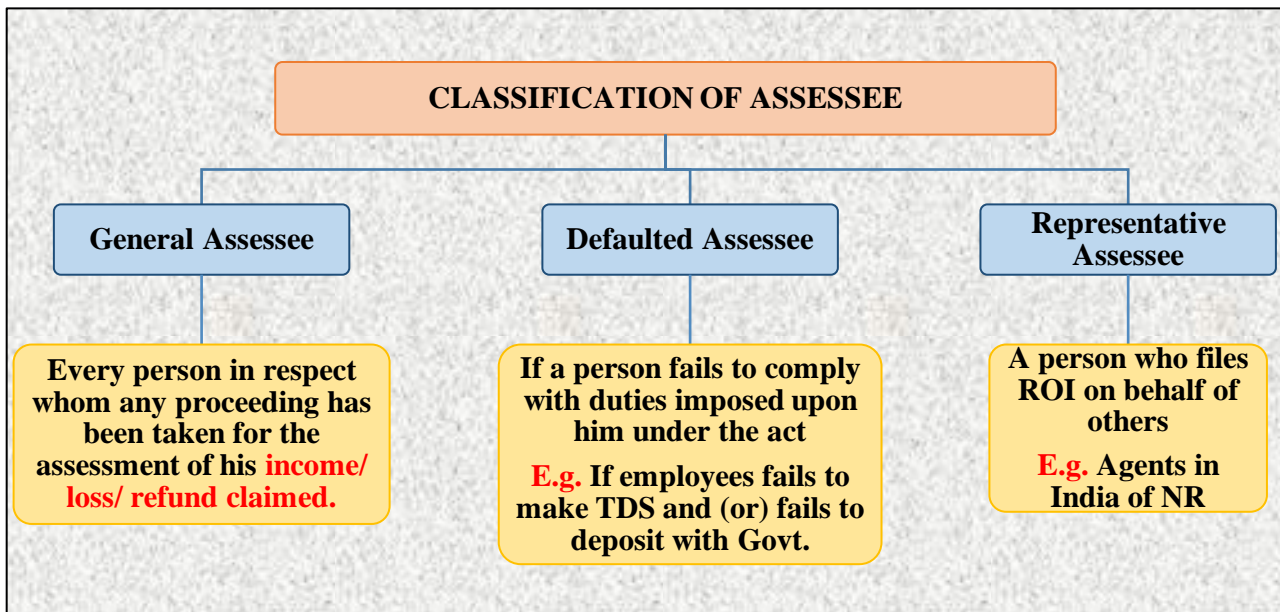 CLASSIFICATION OF ASSESSEE
General Assessee
Defaulted Assessee
Representative
Assessee
Every person in respect
whom any proceeding has
been taken for the
assessment of his income/
loss/ refund claimed.
If a person fails to comply
with duties imposed upon
him under the act
E.g. If employees fails to
make TDS and (or) fails to
deposit with Govt.
A person who files
ROI on behalf of
others
E.g. Agents in
India of NR